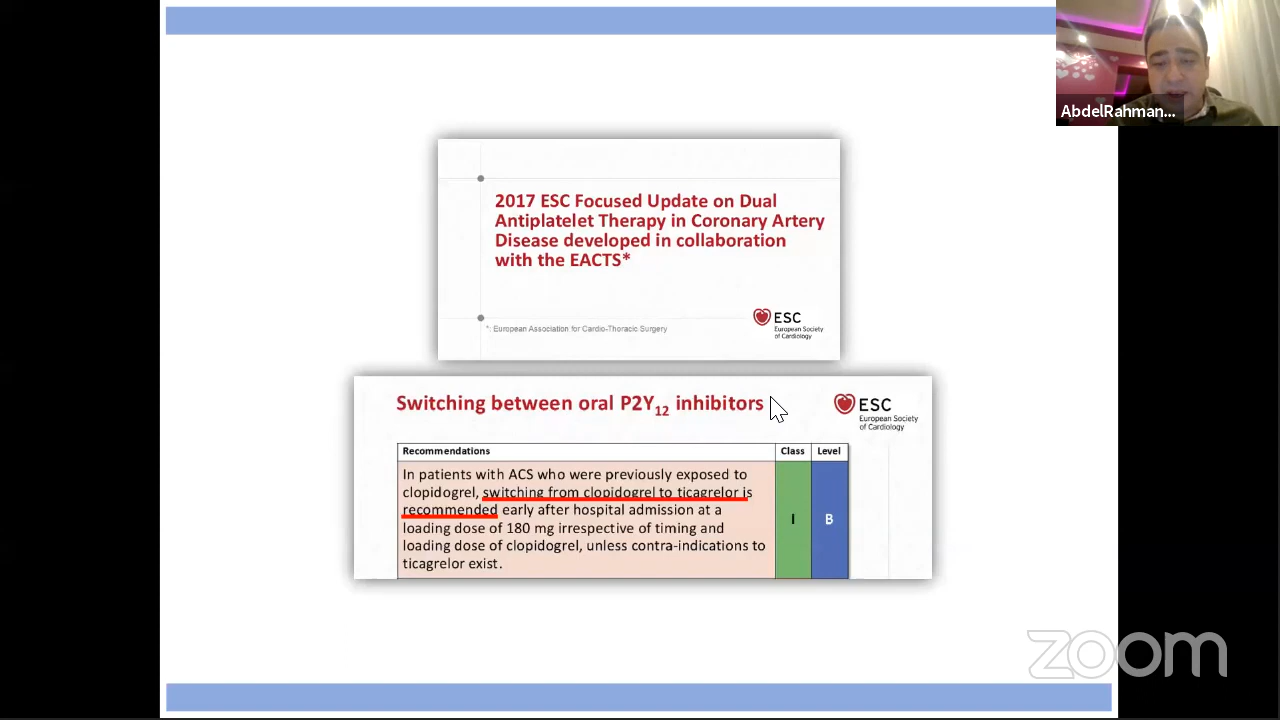 AbdelRahman...
2017 ESC Focused Update on Dual
Antiplatelet Therapy in Coronary Artery
Disease developed in collaboration
with the EACTS*
*: European Association for Cardio-Thoracic Surgery
ESC
European Society
of Cardiology
Switching between oral P2Y12 inhibitors
ESC
European Society
of Cardiology
Recommendations Class Level
In patients with ACS who were previously exposed to
clopidogrel, switching from clopidogrel to ticagrelor is
recommended early after hospital admission at a
loading dose of 180 mg irrespective of timing and
loading dose of clopidogrel, unless contra-indications to
ticagrelor exist.
I B
zoom